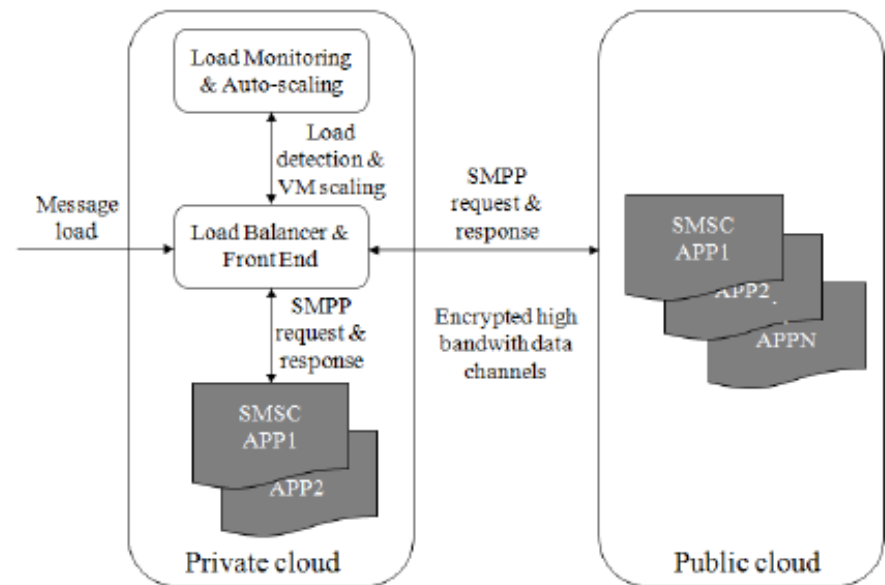 Load Monitoring
& Auto-scaling
Load
detection &
VM scaling
Message
load
Load Balancer &
Front End
SMPP
request &
response
SMPP
request &
response
Encrypted high
bandwith data
channels
SMSC
APP1
APP2
SMSC
APP1
APP2
APPN
Private cloud
Public cloud